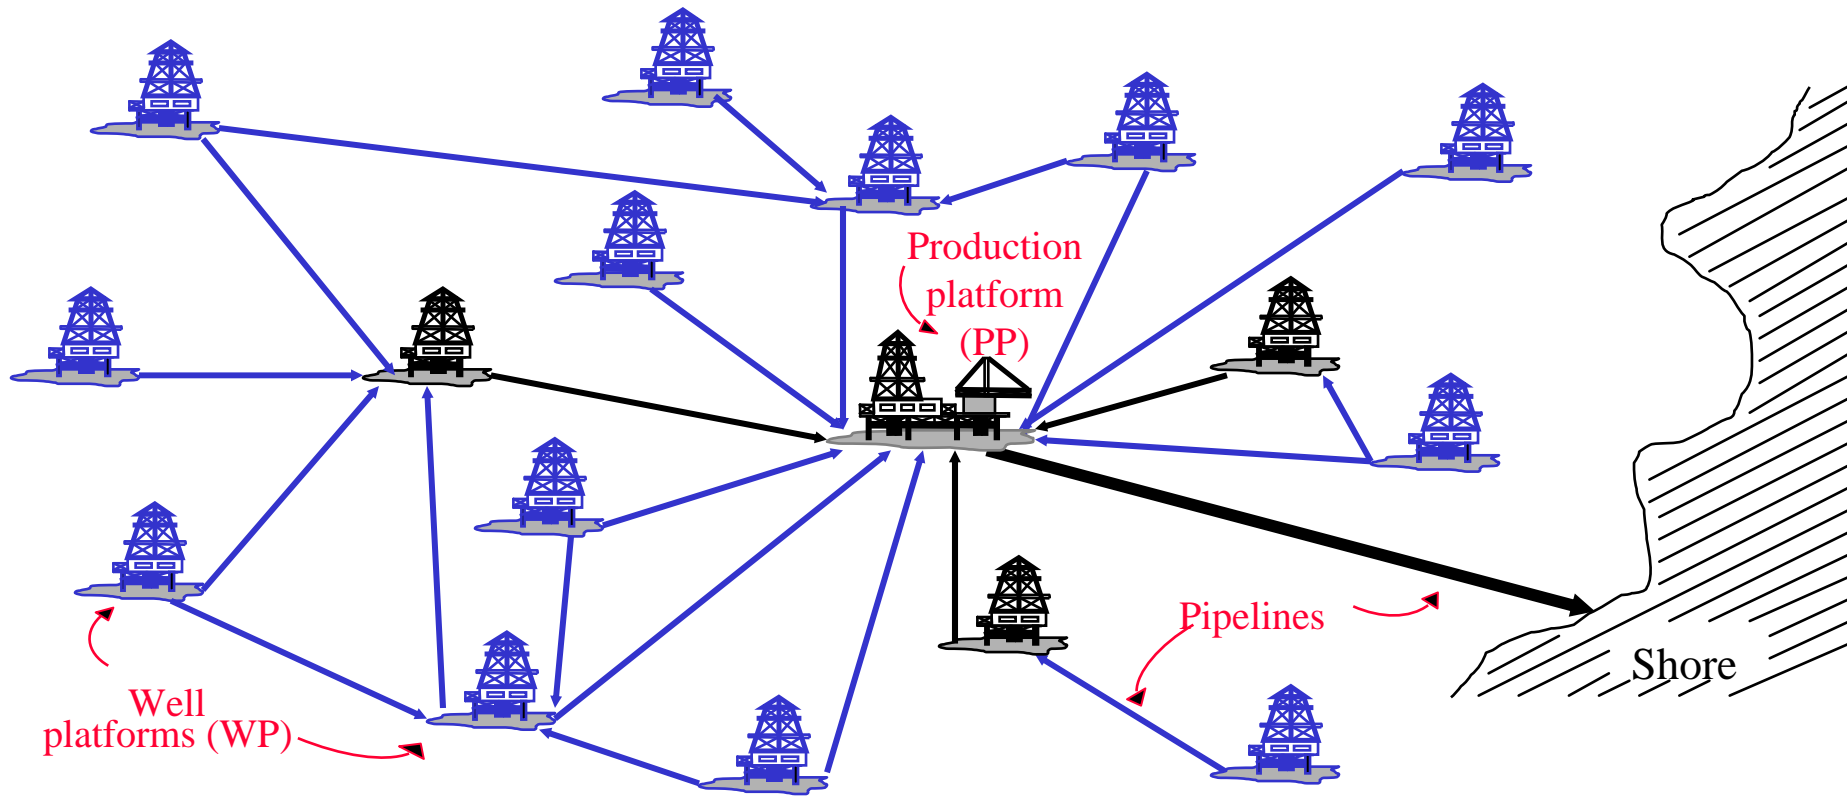 Production
platform
(PP)
Pipelines
Shore
Well
platforms (WP)